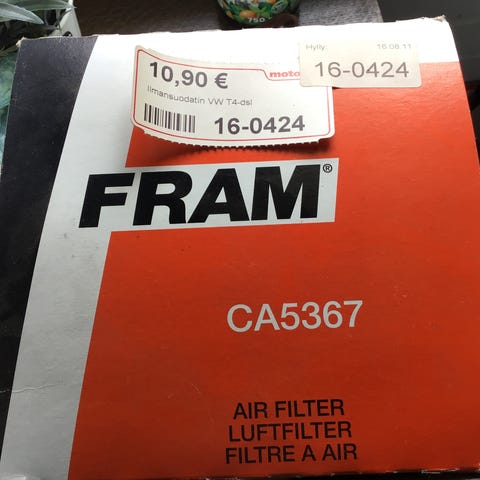 750
10,90 €
moto
Ilmansuodatin VW T4-dsl
16-0424
Hylly:
16.08.11
16-0424
FRAM®
CA5367
AIR FILTER
LUFTFILTER
FILTRE A AIR